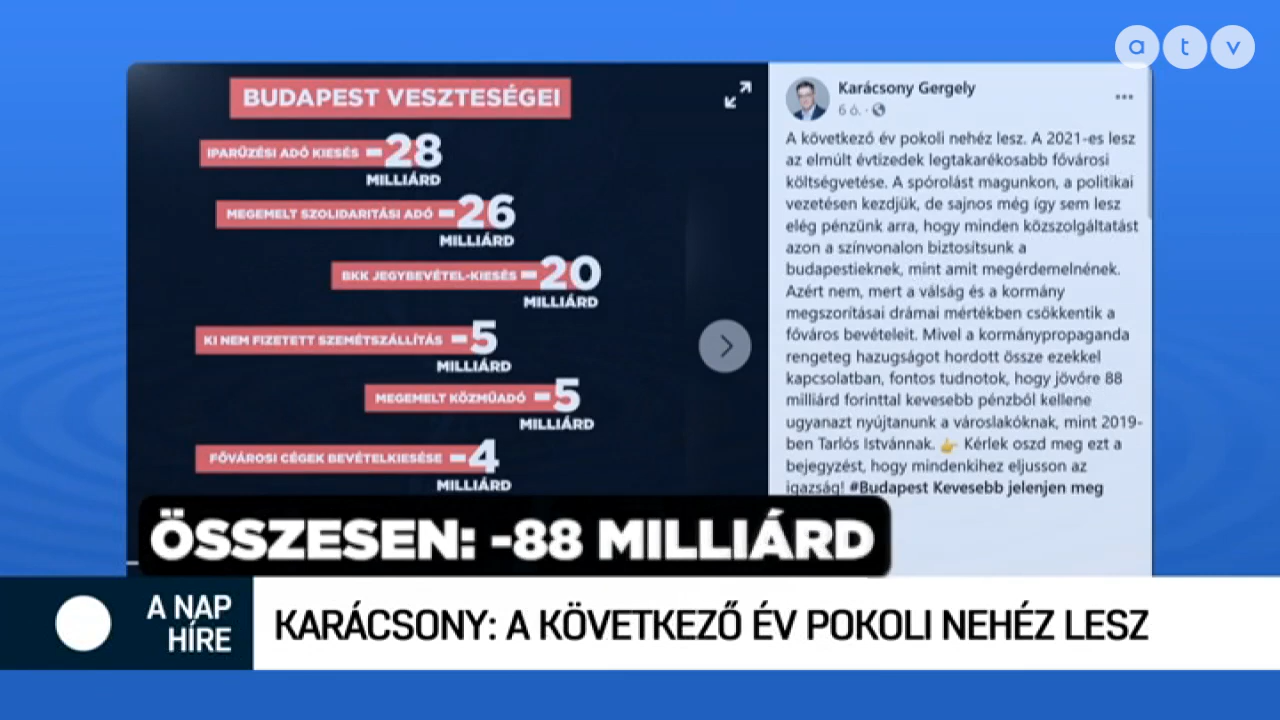 atv
BUDAPEST VESZTESÉGEI
IPARŰZÉSI ADÓ KIESÉS -28
MILLIÁRD
MEGEMELT SZOLIDARITÁSI ADÓ -26
MILLIÁRD
BKK JEGYBEVÉTEL-KIESÉS -20
MILLIÁRD
KI NEM FIZETETT SZEMÉTSZÁLLÍTÁS -5
MILLIÁRD
MEGEMELT KÖZMŰADÓ -5
MILLIÁRD
FŐVÁROSI CÉGEK BEVÉTELKIESÉSE -4
MILLIÁRD
ÖSSZESEN: -88 MILLIÁRD
Karácsony Gergely
6 ó.
A következő év pokoli nehéz lesz. A 2021-es lesz
az elmúlt évtizedek legtakarékosabb fővárosi
költségvetése. A spórolást magunkon, a politikai
vezetésen kezdjük, de sajnos még így sem lesz
elég pénzünk arra, hogy minden közszolgáltatást
azon a színvonalon biztosítsunk a
budapestieknek, mint amit megérdemelnének.
Azért nem, mert a válság és a kormány
megszorításai drámai mértékben csökkentik a
főváros bevételeit. Mivel a kormánypropaganda
rengeteg hazugságot hordott össze ezekkel
kapcsolatban, fontos tudnotok, hogy jövőre 88
milliárd forinttal kevesebb pénzből kellene
ugyanazt nyújtanunk a városlakóknak, mint 2019-
ben Tarlós Istvánnak. 👉 Kérlek oszd meg ezt a
bejegyzést, hogy mindenkihez eljusson az
igazság! #Budapest Kevesebb jelenjen meg
A NAP
HÍRE
KARÁCSONY: A KÖVETKEZŐ ÉV POKOLI NEHÉZ LESZ